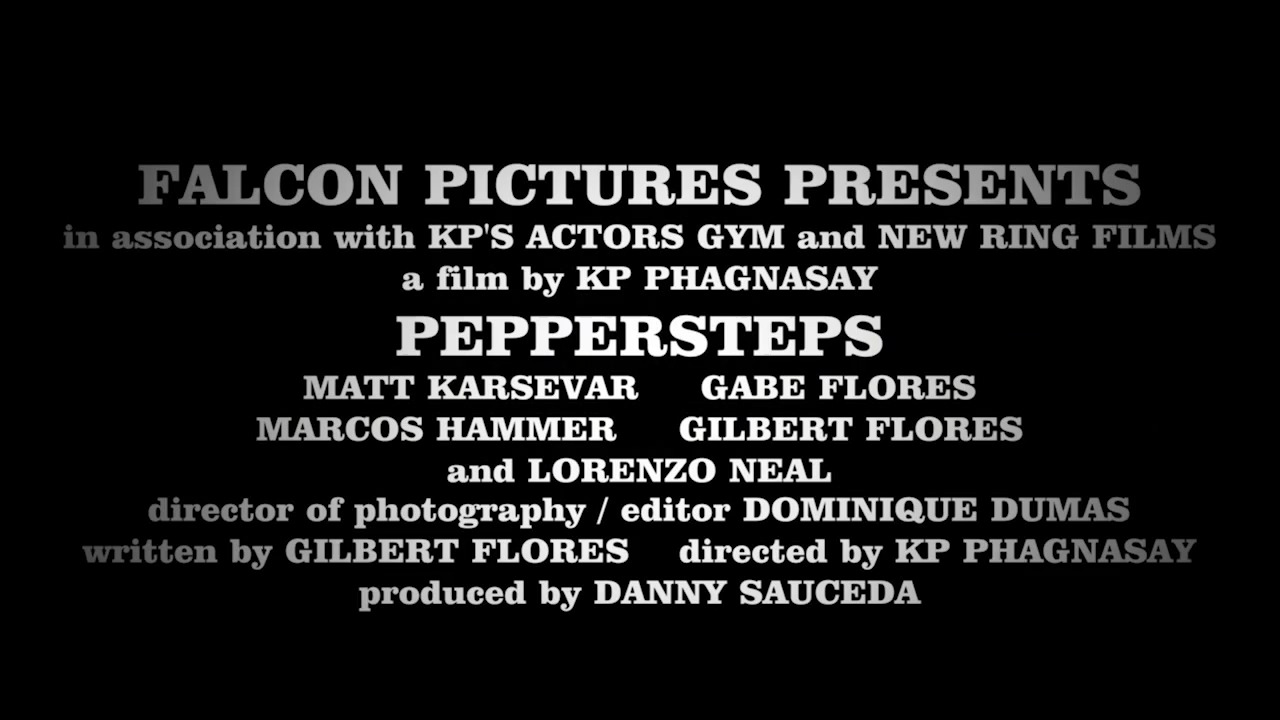 FALCON PICTURES PRESENTS
in association with KP'S ACTORS GYM and NEW RING FILMS
a film by KP PHAGNASAY
PEPPERSTEPS
MATT KARSEVAR GABE FLORES
MARCOS HAMMER GILBERT FLORES
and LORENZO NEAL
director of photography / editor DOMINIQUE DUMAS
written by GILBERT FLORES directed by KP PHAGNASAY
produced by DANNY SAUCEDA